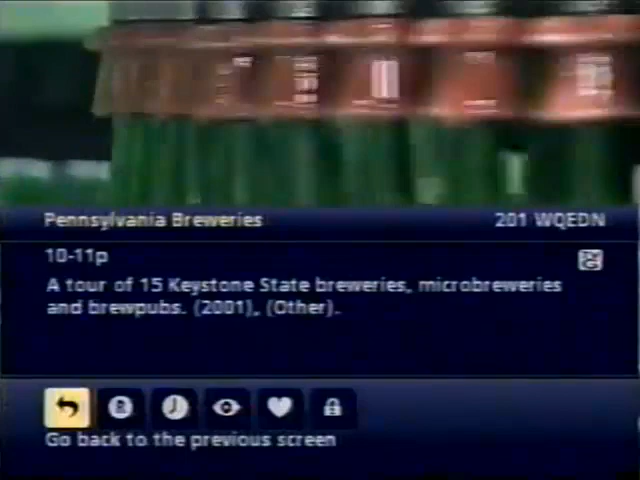 Pennsylvania Breweries 201 WQEDN
10-11p
A tour of 15 Keystone State breweries, microbreweries
and brewpubs. (2001), (Other).
Go back to the previous screen